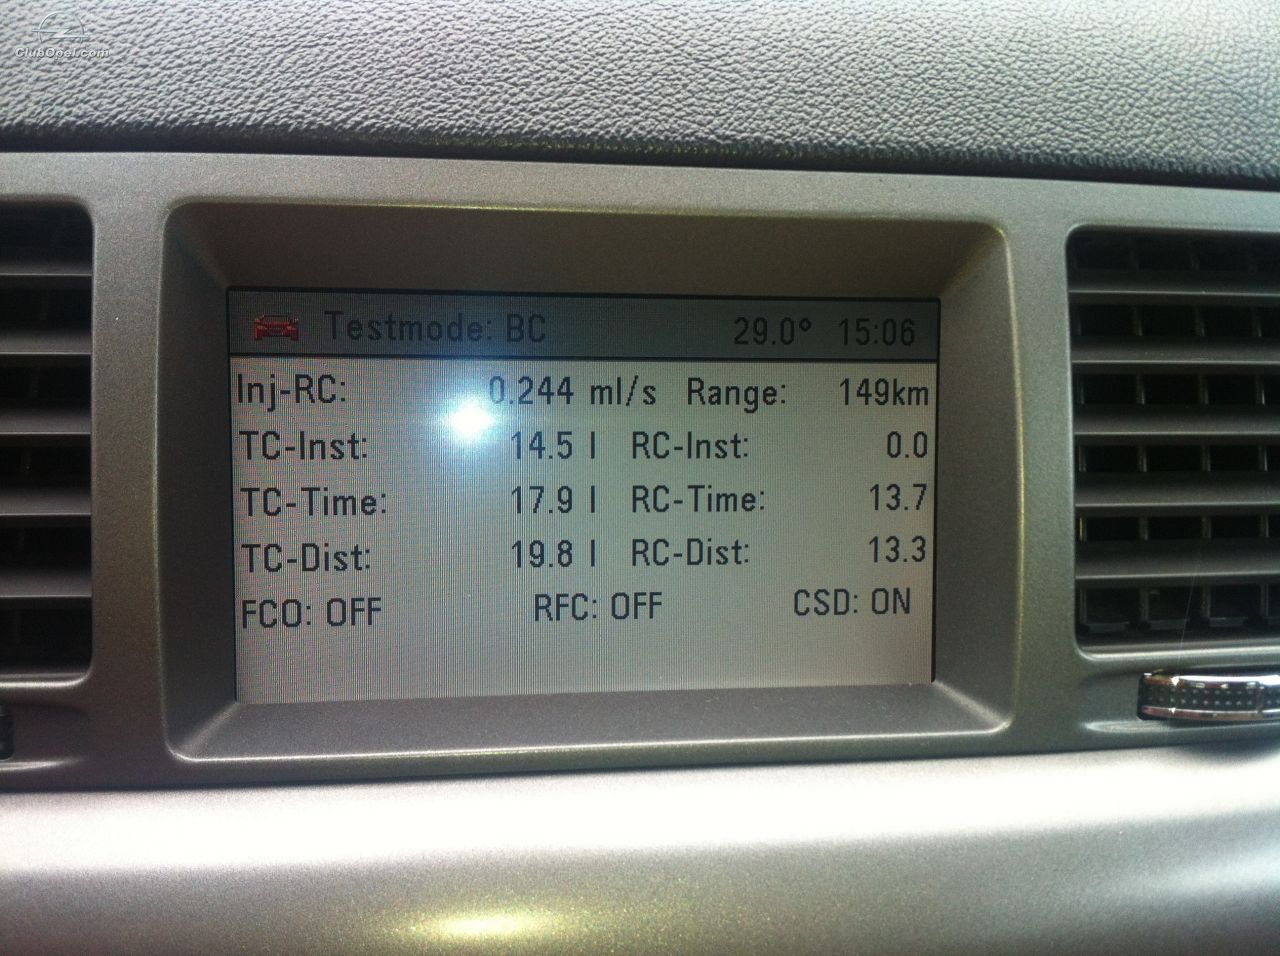 ClubOpel.com
Testmode: BC 29.0° 15:06
Inj-RC: 0.244 ml/s Range: 149km
TC-Inst: 14.5 l RC-Inst: 0.0
TC-Time: 17.9 l RC-Time: 13.7
TC-Dist: 19.8 l RC-Dist: 13.3
FCO: OFF RFC: OFF CSD: ON